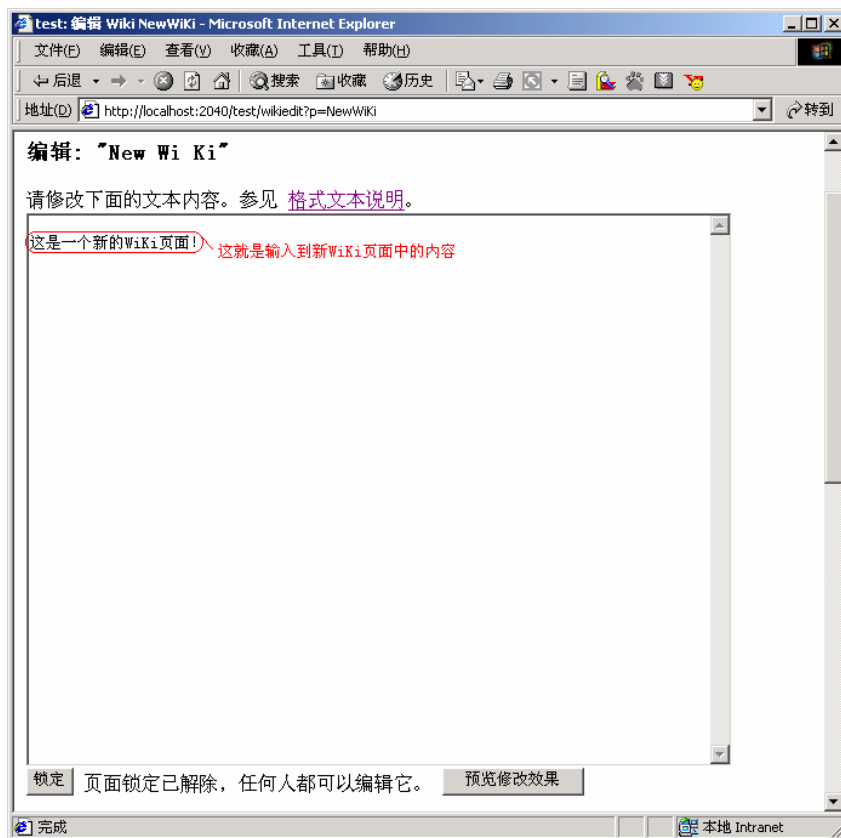 test: 编辑 Wiki NewWiKi - Microsoft Internet Explorer
文件(F) 编辑(E) 查看(V) 收藏(A) 工具(T) 帮助(H)
后退 搜索 收藏 历史
地址(D) http://localhost:2040/test/wikiedit?p=NewWiKi 转到
编辑: "New Wi Ki"
请修改下面的文本内容。参见 格式文本说明。
这是一个新的WiKi页面!
这就是输入到新WiKi页面中的内容
锁定 页面锁定已解除，任何人都可以编辑它。 预览修改效果
完成 本地 Intranet